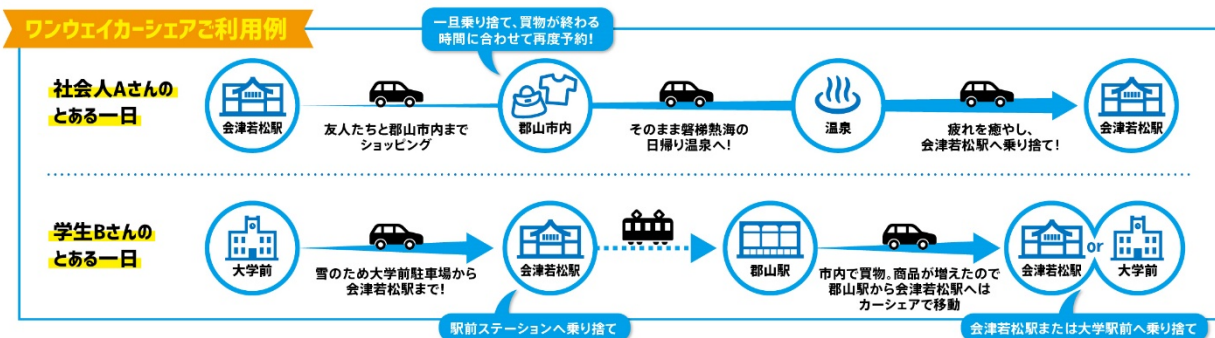 ワンウェイカーシェアご利用例
一旦乗り捨て、買物が終わる
時間に合わせて再度予約!
社会人Aさんの
とある一日
会津若松駅
友人たちと郡山市内まで
ショッピング
郡山市内
そのまま磐梯熱海の
日帰り温泉へ!
温泉
疲れを癒やし、
会津若松駅へ乗り捨て!
会津若松駅
学生Bさんの
とある一日
大学前
雪のため大学前駐車場から
会津若松駅まで!
会津若松駅
駅前ステーションへ乗り捨て
郡山駅
市内で買物。商品が増えたので
郡山駅から会津若松駅へは
カーシェアで移動
会津若松駅
or
大学前
会津若松駅または大学駅前へ乗り捨て